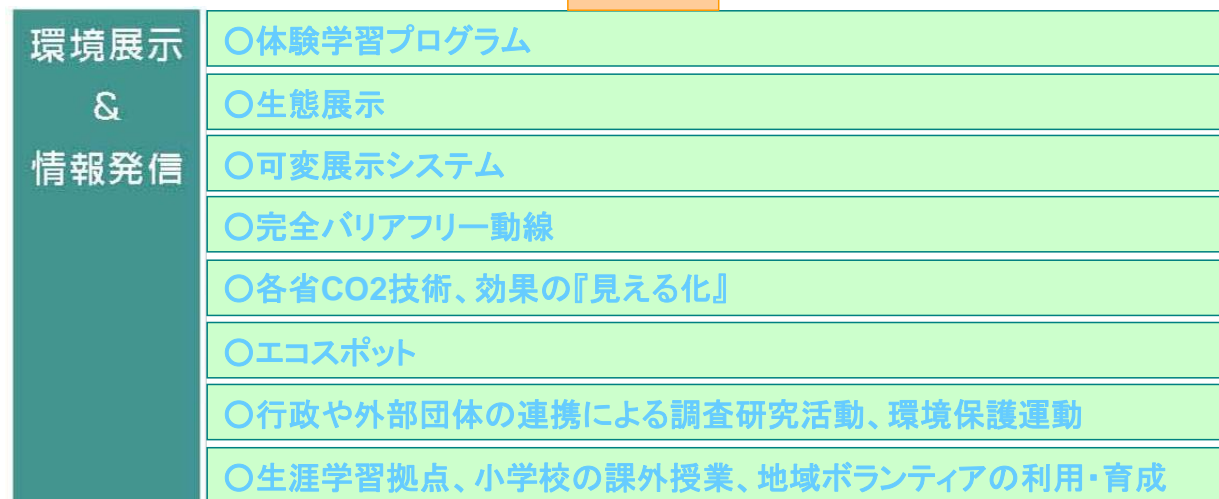 環境展示
&
情報発信
○体験学習プログラム
○生態展示
○可変展示システム
○完全バリアフリー動線
○各省CO2技術、効果の『見える化』
○エコスポット
○行政や外部団体の連携による調査研究活動、環境保護運動
○生涯学習拠点、小学校の課外授業、地域ボランティアの利用・育成